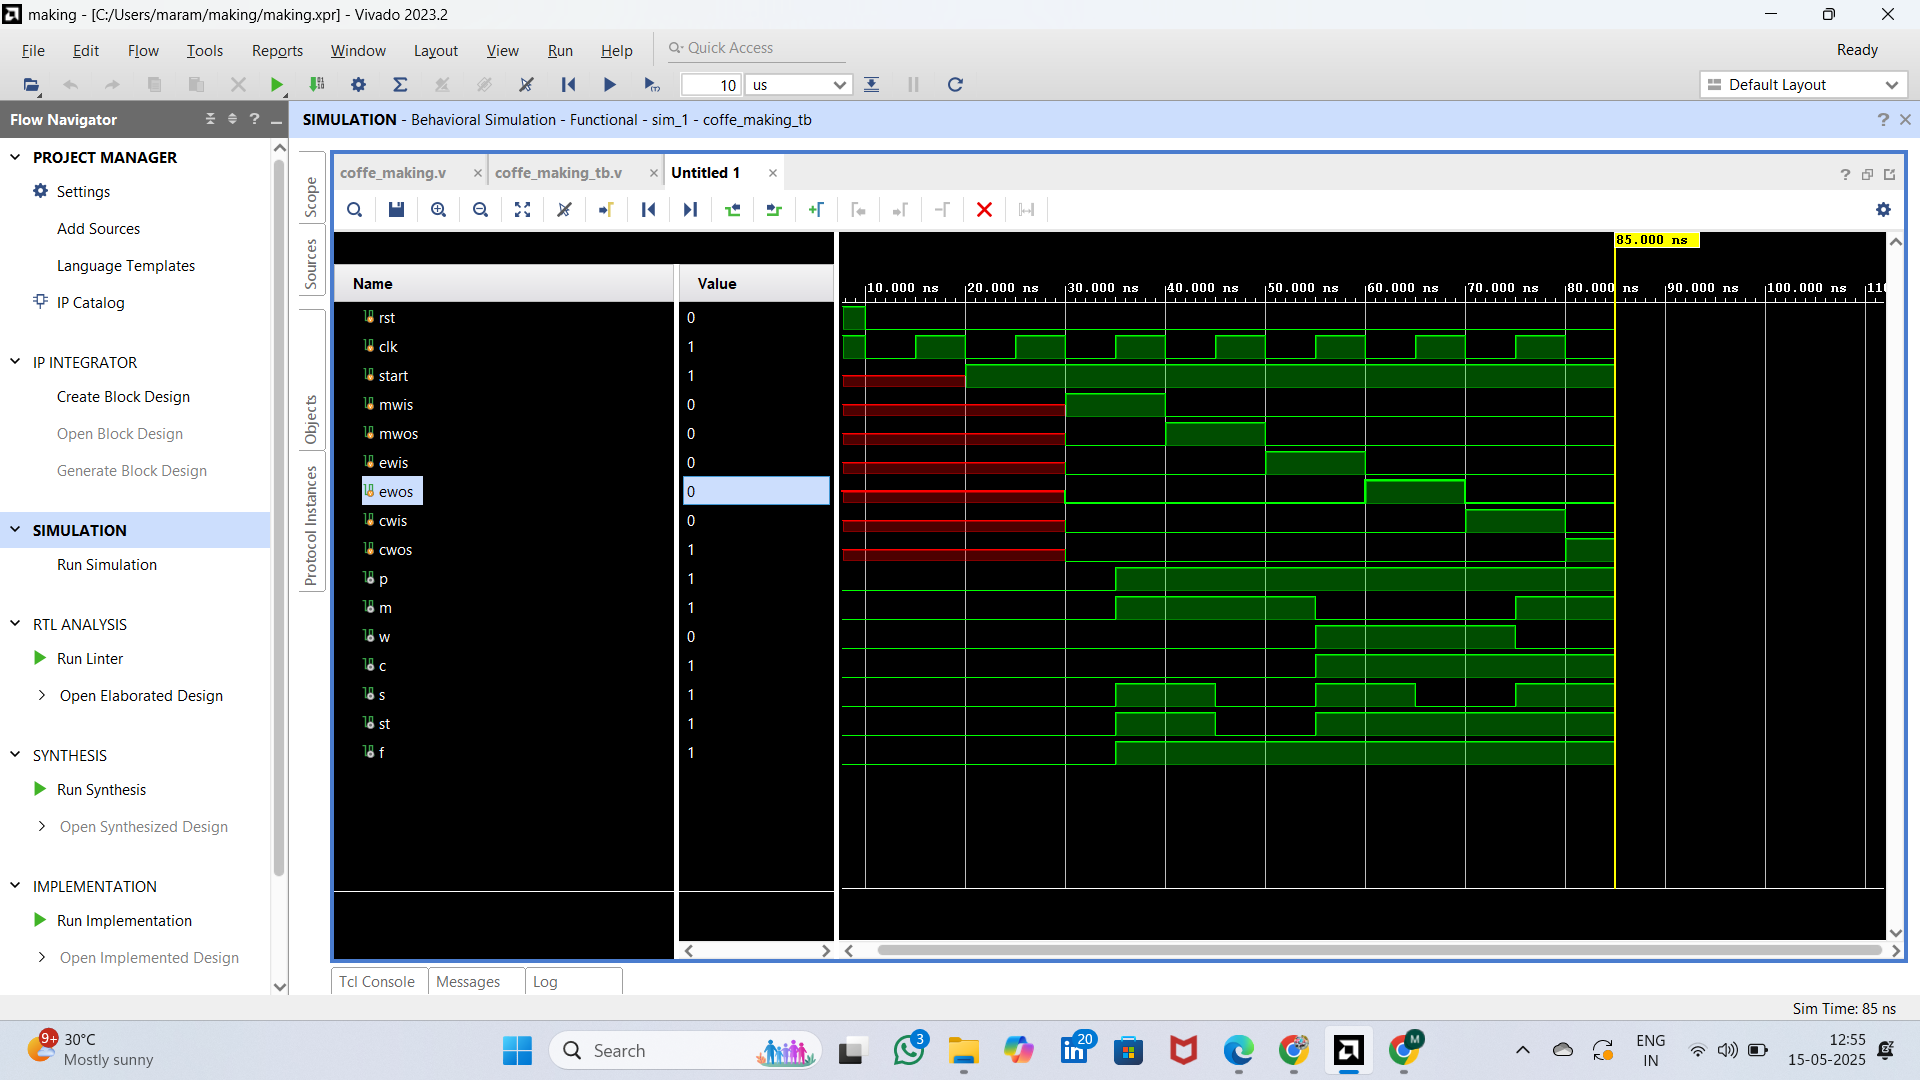 making - [C:/Users/maram/making/making.xpr] - Vivado 2023.2
File Edit Flow Tools Reports Window Layout View Run Help Quick Access
Ready
10 us
Default Layout
Flow Navigator
SIMULATION - Behavioral Simulation - Functional - sim_1 - coffe_making_tb
PROJECT MANAGER
Settings
Add Sources
Language Templates
IP Catalog
IP INTEGRATOR
Create Block Design
Open Block Design
Generate Block Design
SIMULATION
Run Simulation
RTL ANALYSIS
Run Linter
Open Elaborated Design
SYNTHESIS
Run Synthesis
Open Synthesized Design
IMPLEMENTATION
Run Implementation
Open Implemented Design
Scope
Sources
Objects
Protocol Instances
coffe_making.v coffe_making_tb.v Untitled 1
85.000 ns
Name Value
10.000 ns 20.000 ns 30.000 ns 40.000 ns 50.000 ns 60.000 ns 70.000 ns 80.000 ns 90.000 ns 100.000 ns 110
rst 0
clk 1
start 1
mwis 0
mwos 0
ewis 0
ewos 0
cwis 0
cwos 1
p 1
m 1
w 0
c 1
s 1
st 1
f 1
Tcl Console Messages Log
Sim Time: 85 ns
9+
30°C
Mostly sunny
Search
3
20
M
ENG
IN
12:55
15-05-2025